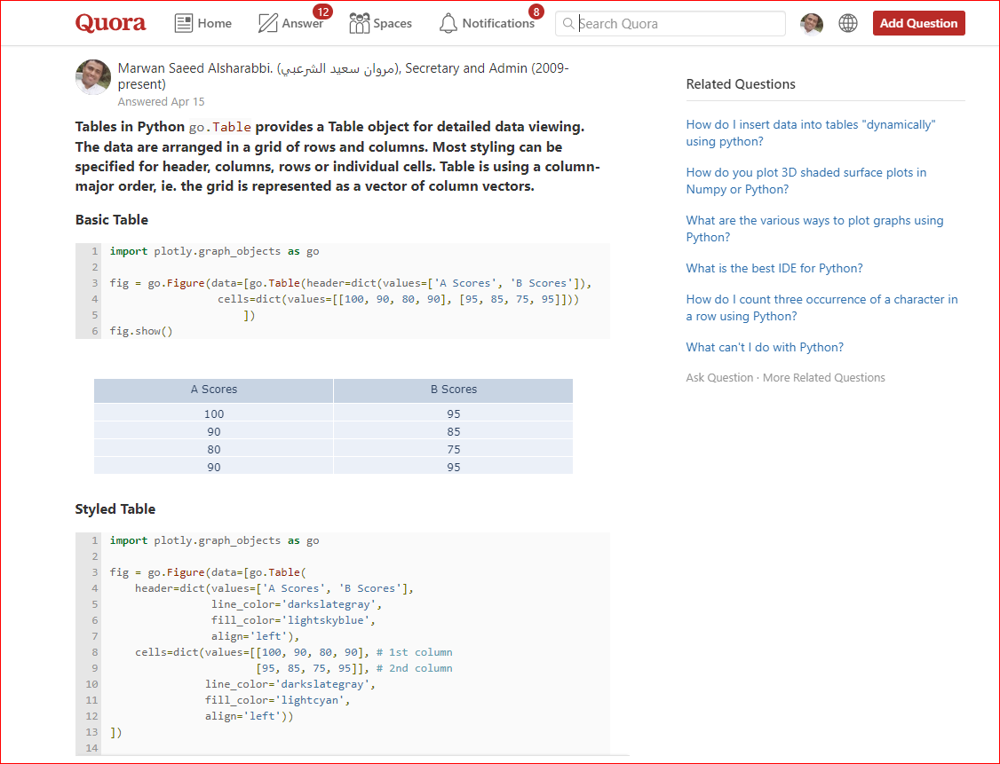 Quora
Home
Answer
12
Spaces
Notifications
8
Search Quora
Add Question
Marwan Saeed Alsharabbi. (مروان سعيد الشرعبي), Secretary and Admin (2009-
present)
Answered Apr 15
Tables in Python go.Table provides a Table object for detailed data viewing.
The data are arranged in a grid of rows and columns. Most styling can be
specified for header, columns, rows or individual cells. Table is using a column-
major order, ie. the grid is represented as a vector of column vectors.
Basic Table
1 import plotly.graph_objects as go
2
3 fig = go.Figure(data=[go.Table(header=dict(values=['A Scores', 'B Scores']),
4                  cells=dict(values=[[100, 90, 80, 90], [95, 85, 75, 95]]))
5                      ])
6 fig.show()
A Scores B Scores
100 95
90 85
80 75
90 95
Styled Table
1 import plotly.graph_objects as go
2
3 fig = go.Figure(data=[go.Table(
4     header=dict(values=['A Scores', 'B Scores'],
5                 line_color='darkslategray',
6                 fill_color='lightskyblue',
7                 align='left'),
8     cells=dict(values=[[100, 90, 80, 90], # 1st column
9                        [95, 85, 75, 95]], # 2nd column
10                line_color='darkslategray',
11                fill_color='lightcyan',
12                align='left'))
13 ])
14
Related Questions
How do I insert data into tables "dynamically"
using python?
How do you plot 3D shaded surface plots in
Numpy or Python?
What are the various ways to plot graphs using
Python?
What is the best IDE for Python?
How do I count three occurrence of a character in
a row using Python?
What can't I do with Python?
Ask Question · More Related Questions